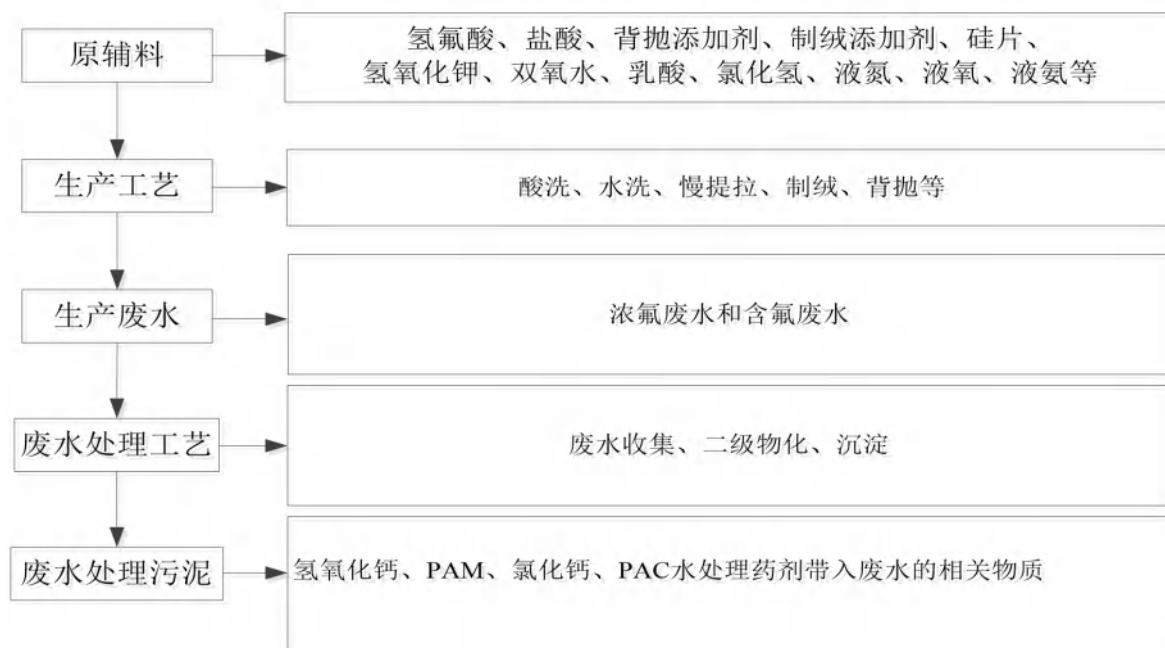 原辅料
氢氟酸、盐酸、背抛添加剂、制绒添加剂、硅片、
氢氧化钾、双氧水、乳酸、氯化氢、液氮、液氧、液氨等
生产工艺
酸洗、水洗、慢提拉、制绒、背抛等
生产废水
浓氟废水和含氟废水
废水处理工艺
废水收集、二级物化、沉淀
废水处理污泥
氢氧化钙、PAM、氯化钙、PAC水处理药剂带入废水的相关物质